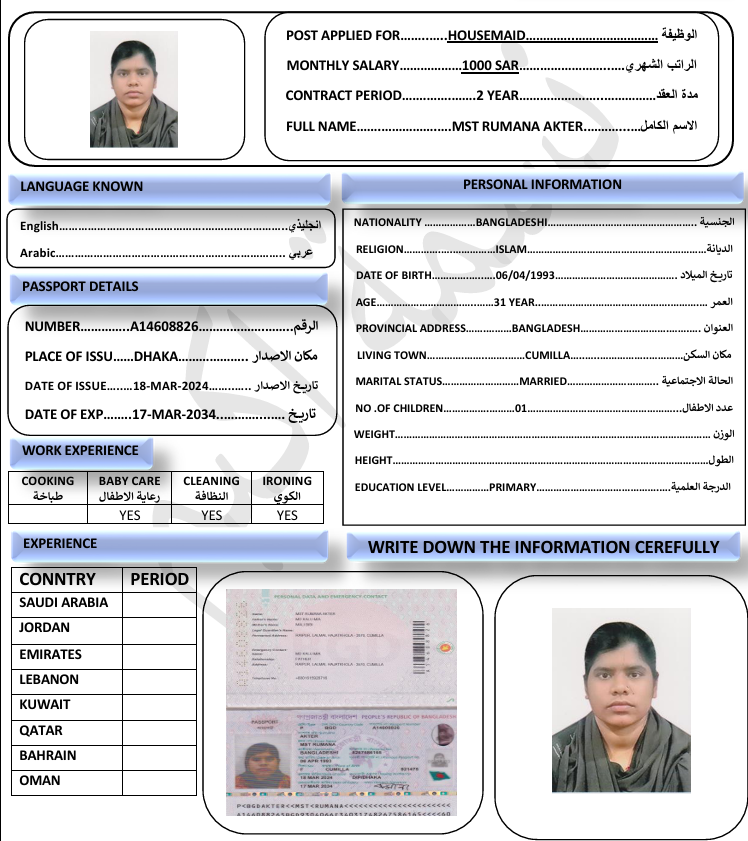 POST APPLIED FOR............HOUSEMAID................................ الوظيفة
MONTHLY SALARY................1000 SAR............................الراتب الشهري
CONTRACT PERIOD...................2 YEAR...................................مدة العقد
FULL NAME.........................MST RUMANA AKTER...............الاسم الكامل
LANGUAGE KNOWN
English.............................................................انجليذي
Arabic............................................................. عربي
PASSPORT DETAILS
NUMBER.............A14608826........................الرقم
PLACE OF ISSU......DHAKA.................. مكان الاصدار
DATE OF ISSUE.......18-MAR-2024............ تاريخ الاصدار
DATE OF EXP........17-MAR-2034.................. تاريخ
WORK EXPERIENCE
COOKING BABY CARE CLEANING IRONING
طباخة رعاية الاطفال النظافة الكوي
YES YES YES
PERSONAL INFORMATION
NATIONALITY ...............BANGLADESHI............................................ الجنسية
RELIGION...........................ISLAM.....................................................الديانة
DATE OF BIRTH...................06/04/1993..................................... تاريخ الميلاد
AGE...................................31 YEAR..................................................العمر
PROVINCIAL ADDRESS...............BANGLADESH................................ العنوان
LIVING TOWN....................................CUMILLA................................مكان السكن
MARITAL STATUS.......................MARRIED......................... الحالة الاجتماعية
NO .OF CHILDREN.......................01..............................................عدد الاطفال
WEIGHT.................................................................................................. الوزن
HEIGHT...................................................................................................الطول
EDUCATION LEVEL..............PRIMARY...........................................الدرجة العلمية
EXPERIENCE
WRITE DOWN THE INFORMATION CEREFULLY
CONNTRY PERIOD
SAUDI ARABIA
JORDAN
EMIRATES
LEBANON
KUWAIT
QATAR
BAHRAIN
OMAN
PERSONAL DATA AND EMERGENCY CONTACT
MST RUMANA AKTER
PASSPORT
PEOPLE'S REPUBLIC OF BANGLADESH
BGD A14608826
AKTER
MST RUMANA
BANGLADESHI
CUMILLA
18 MAR 2024 DIP/DHAKA
17 MAR 2034